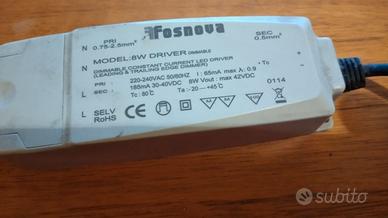 Fosnova
PRI
N 0.75-2.5mm²
SEC
0.5mm²
N
MODEL:8W DRIVER DIMMABLE
DIMMABLE CONSTANT CURRENT LED DRIVER
(LEADING & TRAILING EDGE DIMMER)
PRI 220-240VAC 50/60HZ I : 65mA max λ: 0.9
L SEC 185mA 30-40VDC 8W Vout : max 42VDC
Tc
L SELV Tc :80°C Ta :-20----+45°C 0114
RoHS
CE
subito